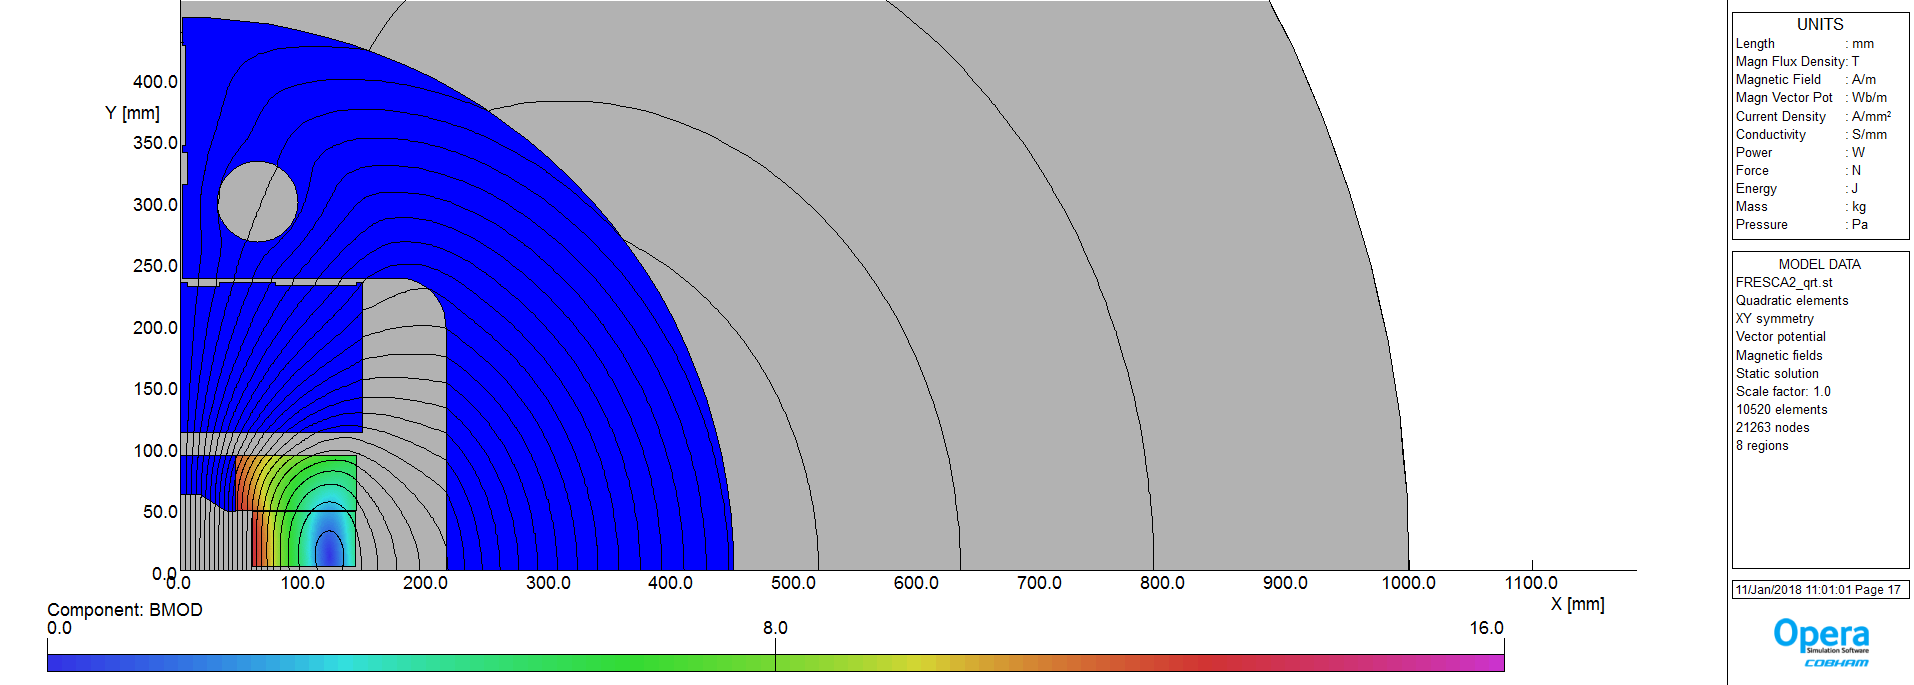 400.0
Y [mm]
350.0
300.0
250.0
200.0
150.0
100.0
50.0
0.0
0.0 100.0 200.0 300.0 400.0 500.0 600.0 700.0 800.0 900.0 1000.0 1100.0
X [mm]
Component: BMOD
0.0 8.0 16.0
UNITS
Length : mm
Magn Flux Density: T
Magnetic Field : A/m
Magn Vector Pot : Wb/m
Current Density : A/mm²
Conductivity : S/mm
Power : W
Force : N
Energy : J
Mass : kg
Pressure : Pa
MODEL DATA
FRESCA2_qrt.st
Quadratic elements
XY symmetry
Vector potential
Magnetic fields
Static solution
Scale factor: 1.0
10520 elements
21263 nodes
8 regions
11/Jan/2018 11:01:01 Page 17
Opera
Simulation Software
COBHAM